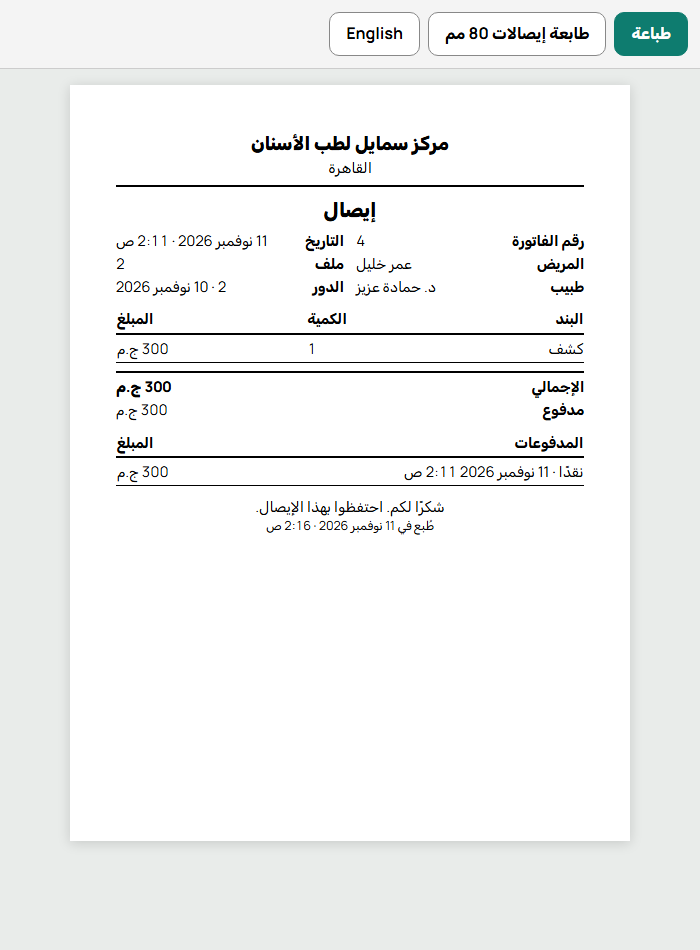 طباعة
طابعة إيصالات 80 مم
English
مركز سمايل لطب الأسنان
القاهرة
إيصال
رقم الفاتورة 4 التاريخ 11 نوفمبر 2026 · 2:11 ص
المريض عمر خليل ملف 2
طبيب د. حمادة عزيز الدور 2 · 10 نوفمبر 2026
البند الكمية المبلغ
كشف 1 300 ج.م
الإجمالي 300 ج.م
مدفوع 300 ج.م
المدفوعات المبلغ
نقدًا · 11 نوفمبر 2026 2:11 ص 300 ج.م
شكرًا لكم. احتفظوا بهذا الإيصال.
طُبع في 11 نوفمبر 2026 · 2:16 ص